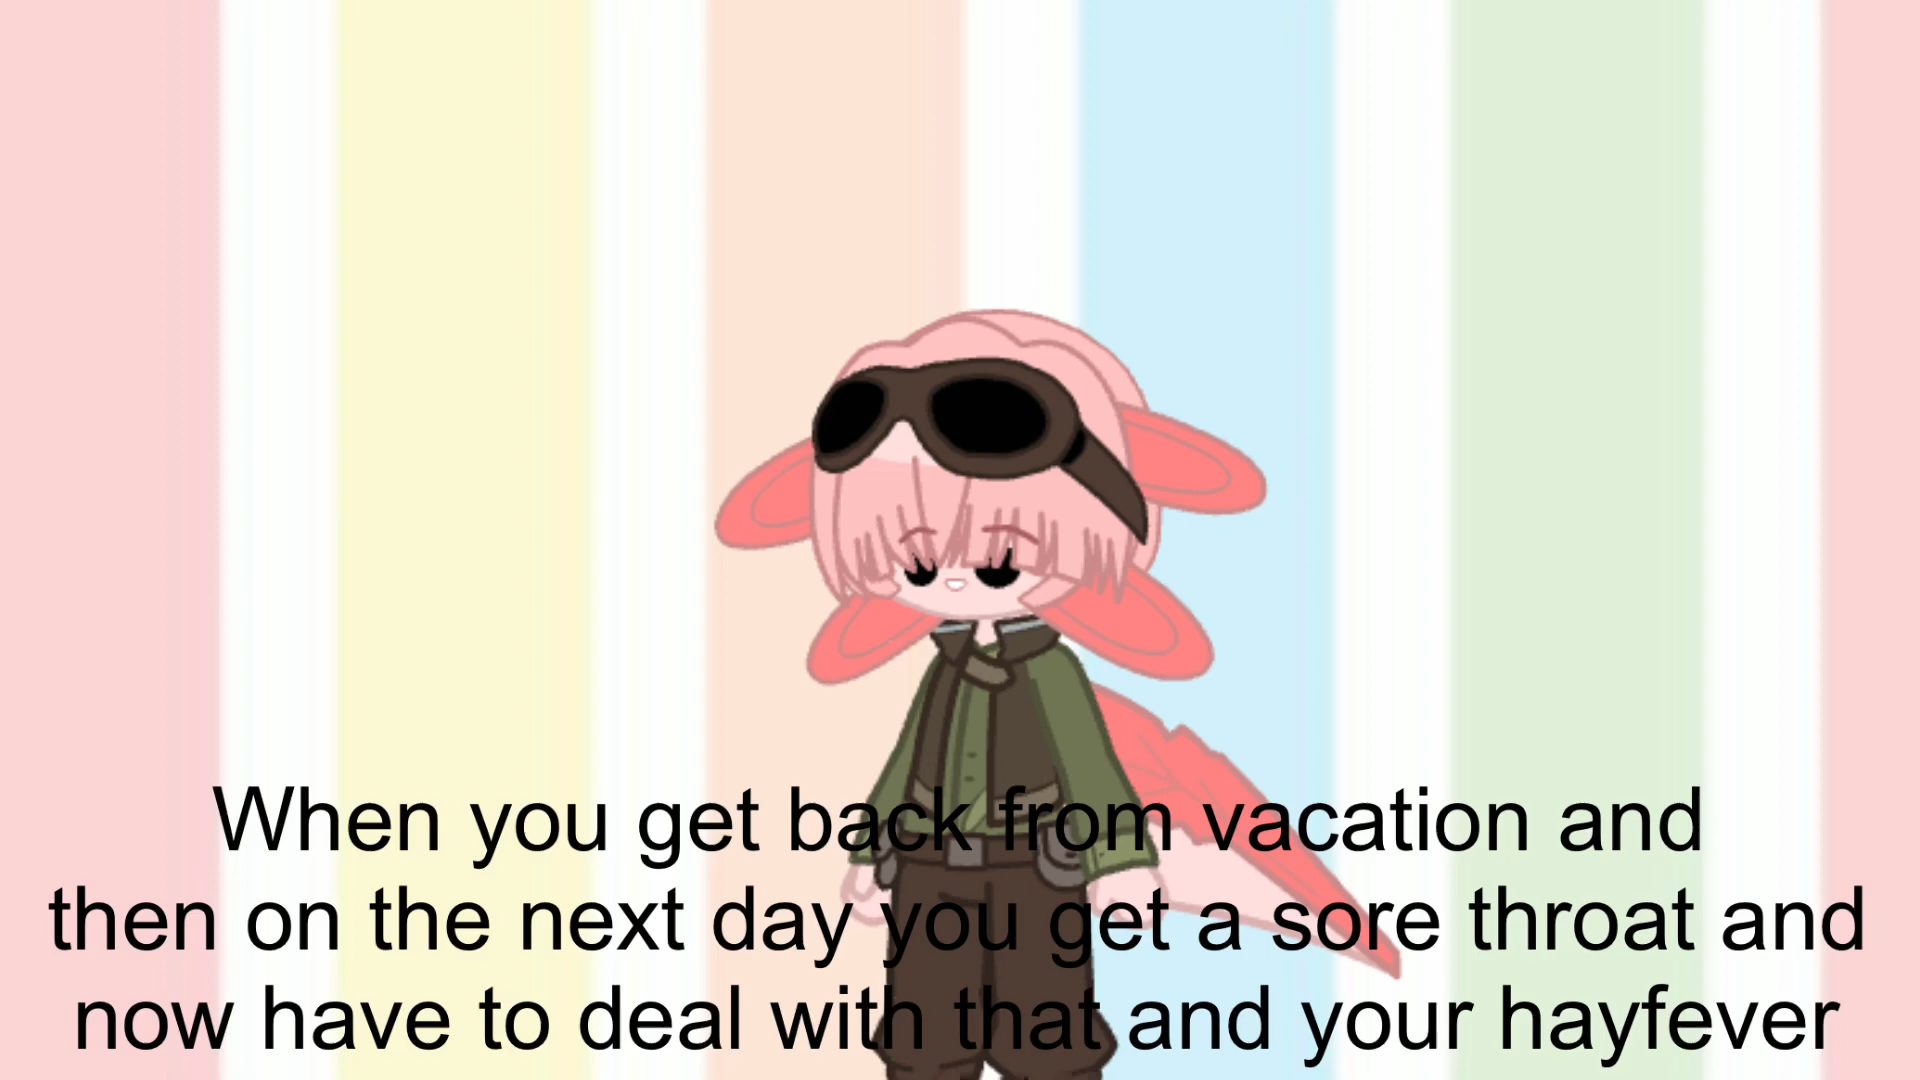 When you get back from vacation and
then on the next day you get a sore throat and
now have to deal with that and your hayfever